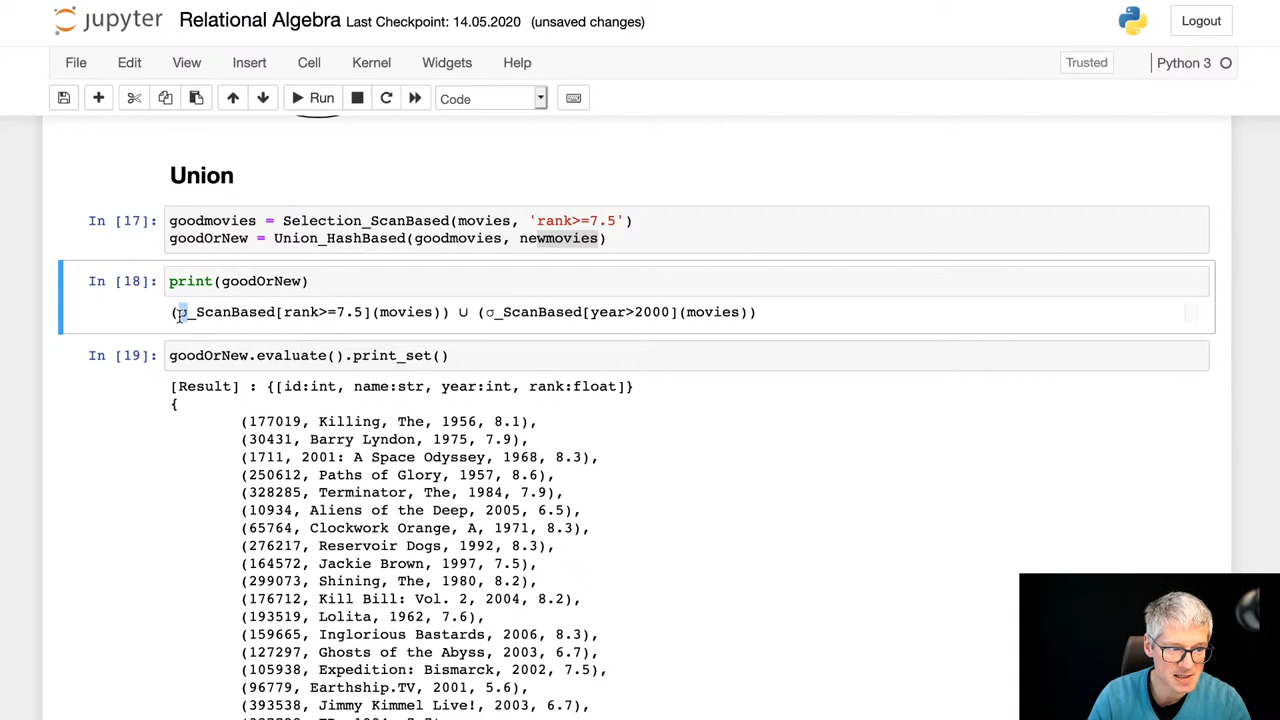 jupyter Relational Algebra Last Checkpoint: 14.05.2020 (unsaved changes) Logout
File Edit View Insert Cell Kernel Widgets Help Trusted Python 3
Run Code
Union
In [17]: goodmovies = Selection_ScanBased(movies, 'rank>=7.5')
goodOrNew = Union_HashBased(goodmovies, newmovies)
In [18]: print(goodOrNew)
(σ_ScanBased[rank>=7.5](movies)) ∪ (σ_ScanBased[year>2000](movies))
In [19]: goodOrNew.evaluate().print_set()
[Result] : {[id:int, name:str, year:int, rank:float]}
{
(177019, Killing, The, 1956, 8.1),
(30431, Barry Lyndon, 1975, 7.9),
(1711, 2001: A Space Odyssey, 1968, 8.3),
(250612, Paths of Glory, 1957, 8.6),
(328285, Terminator, The, 1984, 7.9),
(10934, Aliens of the Deep, 2005, 6.5),
(65764, Clockwork Orange, A, 1971, 8.3),
(276217, Reservoir Dogs, 1992, 8.3),
(164572, Jackie Brown, 1997, 7.5),
(299073, Shining, The, 1980, 8.2),
(176712, Kill Bill: Vol. 2, 2004, 8.2),
(193519, Lolita, 1962, 7.6),
(159665, Inglorious Bastards, 2006, 8.3),
(127297, Ghosts of the Abyss, 2003, 6.7),
(105938, Expedition: Bismarck, 2002, 7.5),
(96779, Earthship.TV, 2001, 5.6),
(393538, Jimmy Kimmel Live!, 2003, 6.7),